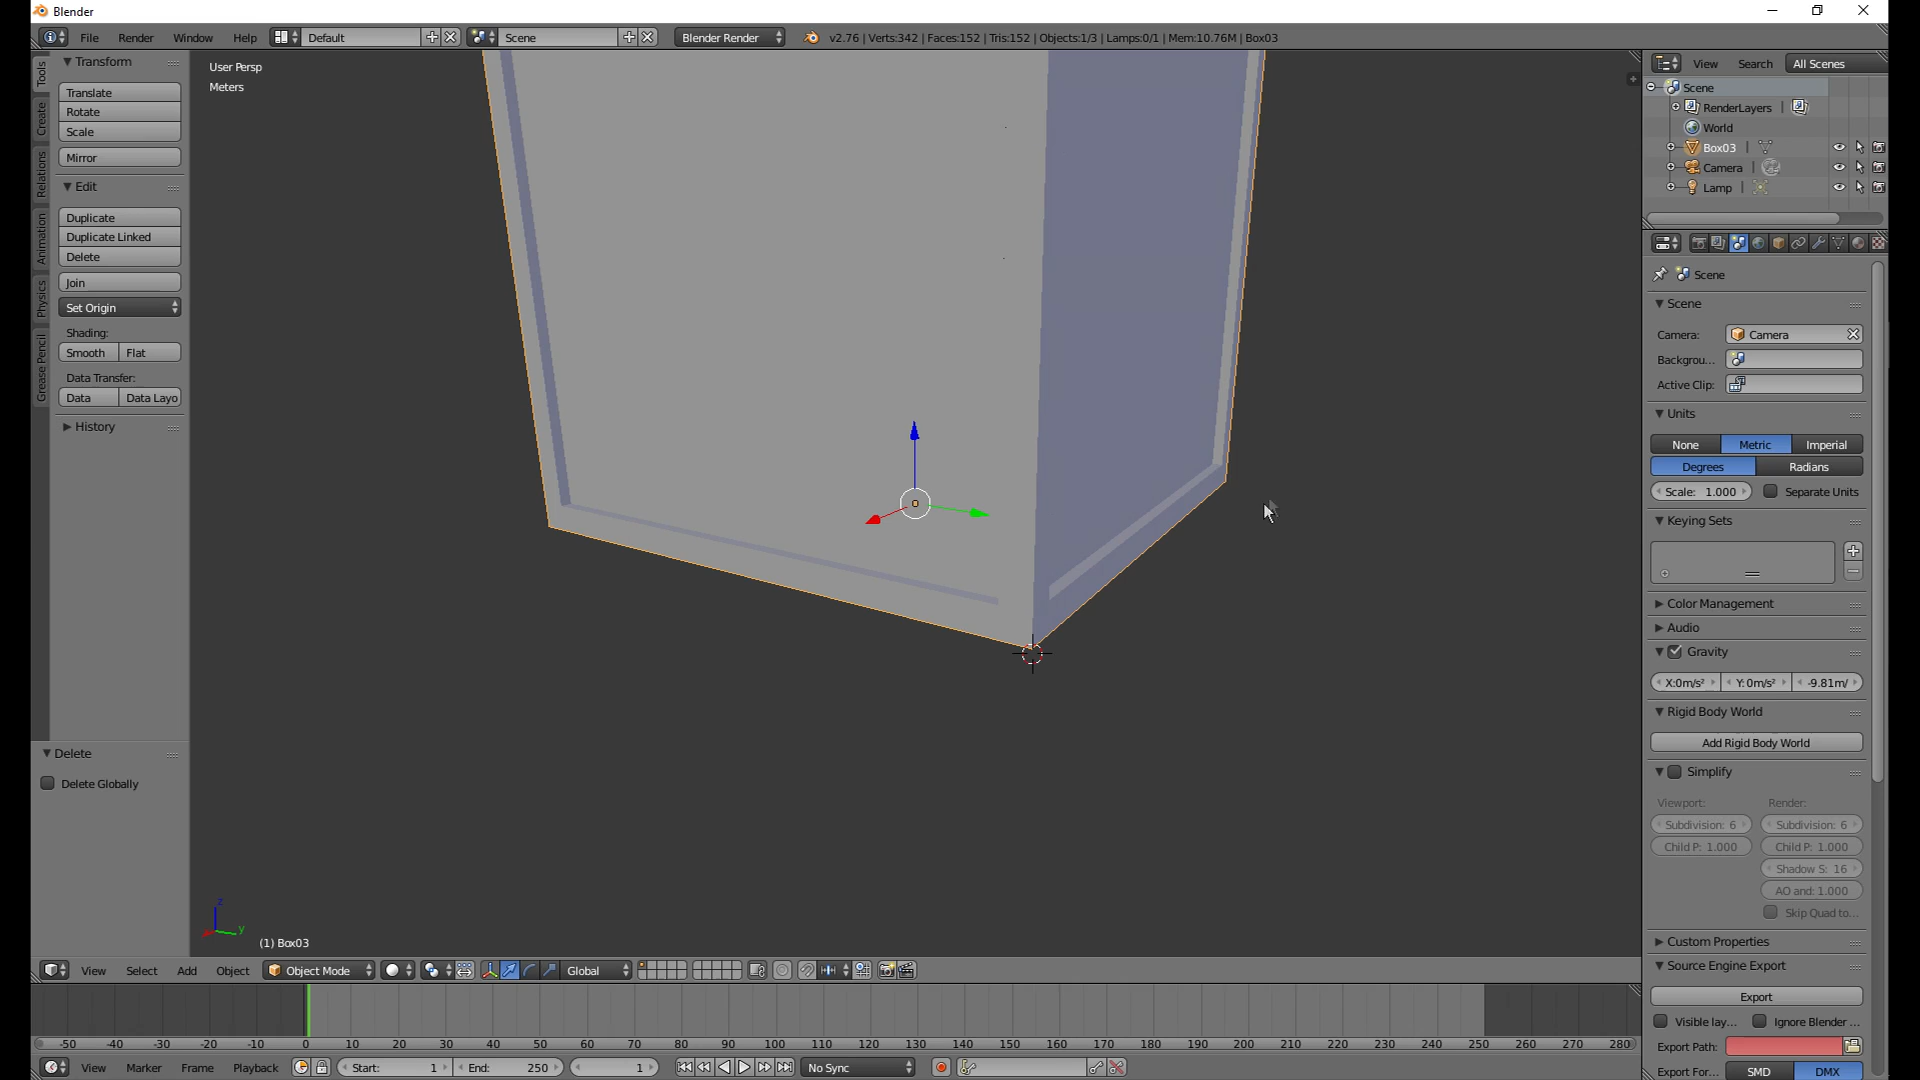 Blender
File Render Window Help Default Scene Blender Render v2.76 | Verts:342 | Faces:152 | Tris:152 | Objects:1/3 | Lamps:0/1 | Mem:10.76M | Box03
Tools
Create
Relations
Animation
Physics
Grease Pencil
Transform
Translate
Rotate
Scale
Mirror
Edit
Duplicate
Duplicate Linked
Delete
Join
Set Origin
Shading:
Smooth Flat
Data Transfer:
Data Data Layo
History
Delete
Delete Globally
User Persp
Meters
z
y
(1) Box03
View Search All Scenes
Scene
RenderLayers |
World
Box03 |
Camera |
Lamp |
Scene
Scene
Camera: Camera
Backgrou...
Active Clip:
Units
None Metric Imperial
Degrees Radians
Scale: 1.000 Separate Units
Keying Sets
Color Management
Audio
Gravity
X:0m/s² Y: 0m/s² -9.81m/
Rigid Body World
Add Rigid Body World
Simplify
Viewport: Render:
Subdivision: 6 Subdivision: 6
Child P: 1.000 Child P: 1.000
Shadow S: 16
AO and: 1.000
Skip Quad to...
Custom Properties
Source Engine Export
Export
Visible lay... Ignore Blender ...
Export Path:
Export For... SMD DMX
View Select Add Object Object Mode Global
-50 -40 -30 -20 -10 0 10 20 30 40 50 60 70 80 90 100 110 120 130 140 150 160 170 180 190 200 210 220 230 240 250 260 270 280
View Marker Frame Playback Start: 1 End: 250 1 No Sync